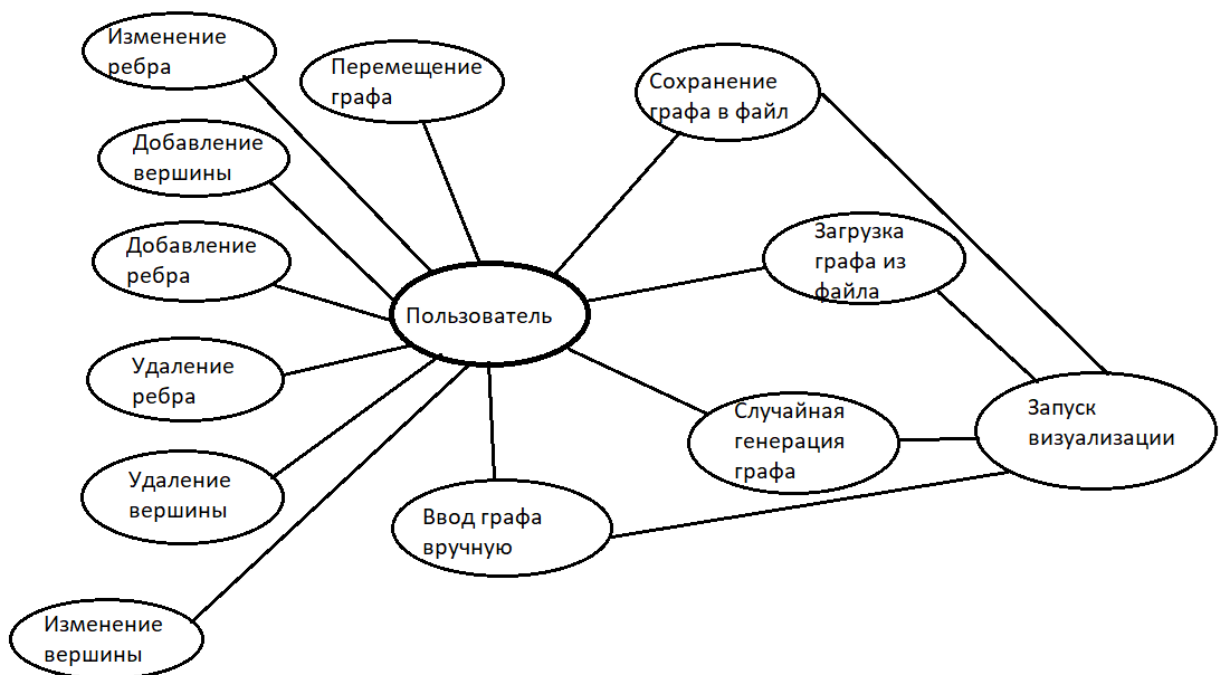 Изменение
ребра
Перемещение
графа
Сохранение
графа в файл
Добавление
вершины
Добавление
ребра
Загрузка
графа из
файла
Пользователь
Удаление
ребра
Случайная
генерация
графа
Запуск
визуализации
Удаление
вершины
Ввод графа
вручную
Изменение
вершины